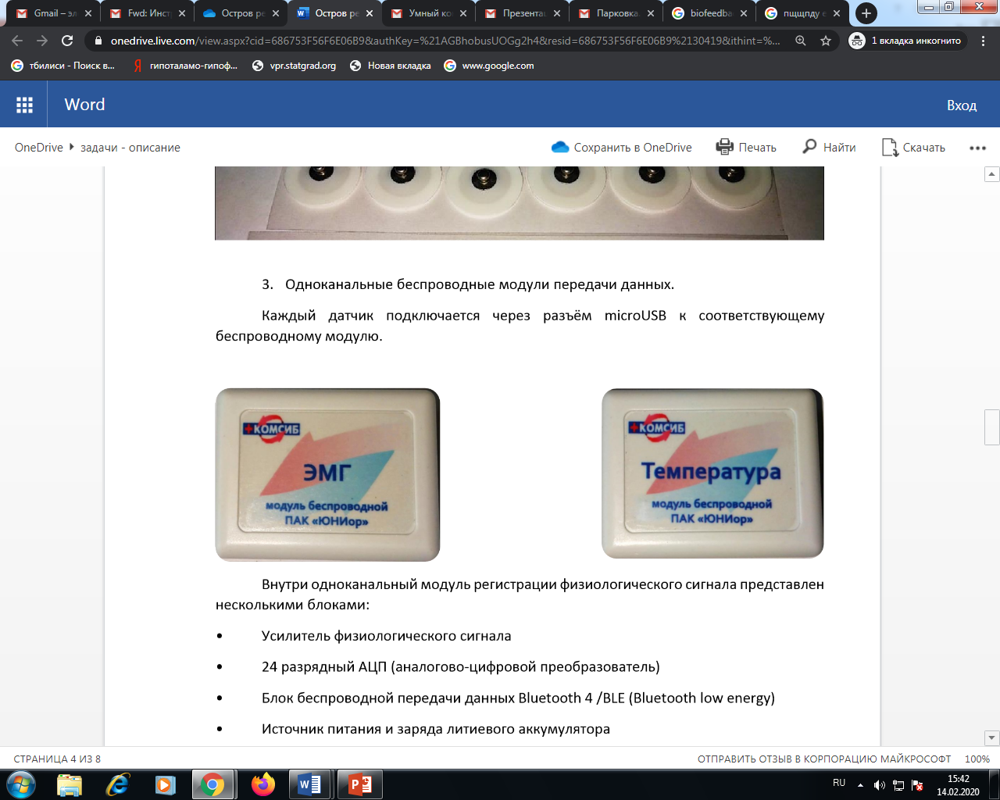 Gmail – эл
Fwd: Инст
Остров ре
Остров ре
Умный ко
Презента
Парковка
biofeedba
пщщпду е
onedrive.live.com/view.aspx?cid=686753F56F6E06B9&authKey=%21AGBhobusUOGg2h4&resid=686753F56F6E06B9%2130419&ithint=%...
1 вкладка инкогнито
тбилиси - Поиск в...
гипоталамо-гипоф...
vpr.statgrad.org
Новая вкладка
www.google.com
Word
Вход
OneDrive
задачи - описание
Сохранить в OneDrive
Печать
Найти
Скачать
3. Одноканальные беспроводные модули передачи данных.
Каждый датчик подключается через разъём microUSB к соответствующему
беспроводному модулю.
КОМСИБ
ЭМГ
модуль беспроводной
ПАК «ЮНИор»
КОМСИБ
Температура
модуль беспроводной
ПАК «ЮНИор»
Внутри одноканальный модуль регистрации физиологического сигнала представлен
несколькими блоками:
• Усилитель физиологического сигнала
• 24 разрядный АЦП (аналогово-цифровой преобразователь)
• Блок беспроводной передачи данных Bluetooth 4 /BLE (Bluetooth low energy)
• Источник питания и заряда литиевого аккумулятора
СТРАНИЦА 4 ИЗ 8
ОТПРАВИТЬ ОТЗЫВ В КОРПОРАЦИЮ МАЙКРОСОФТ
100%
RU
15:42
14.02.2020